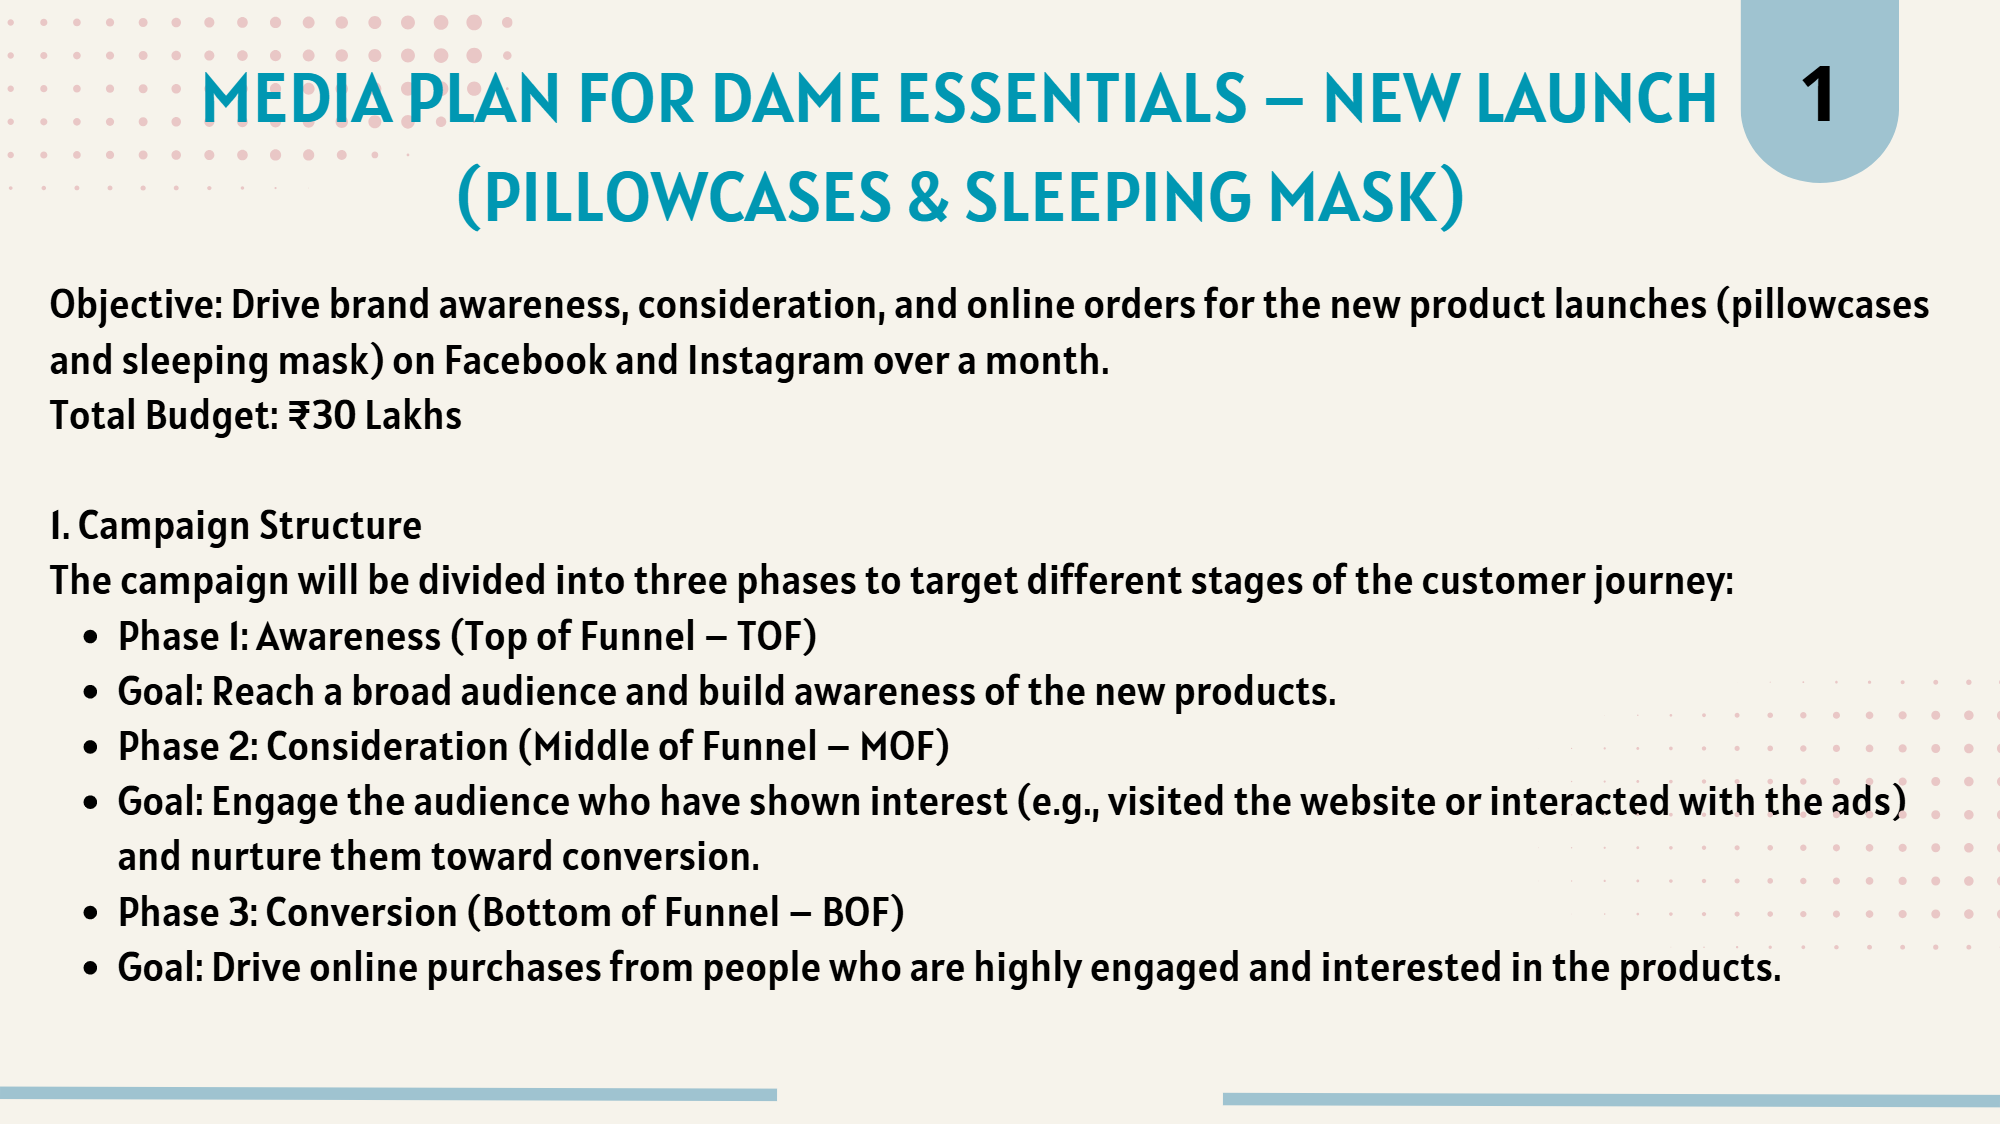 MEDIA PLAN FOR DAME ESSENTIALS – NEW LAUNCH
(PILLOWCASES & SLEEPING MASK)
1
Objective: Drive brand awareness, consideration, and online orders for the new product launches (pillowcases
and sleeping mask) on Facebook and Instagram over a month.
Total Budget: ₹30 Lakhs
1. Campaign Structure
The campaign will be divided into three phases to target different stages of the customer journey:
• Phase 1: Awareness (Top of Funnel – TOF)
• Goal: Reach a broad audience and build awareness of the new products.
• Phase 2: Consideration (Middle of Funnel – MOF)
• Goal: Engage the audience who have shown interest (e.g., visited the website or interacted with the ads)
and nurture them toward conversion.
• Phase 3: Conversion (Bottom of Funnel – BOF)
• Goal: Drive online purchases from people who are highly engaged and interested in the products.